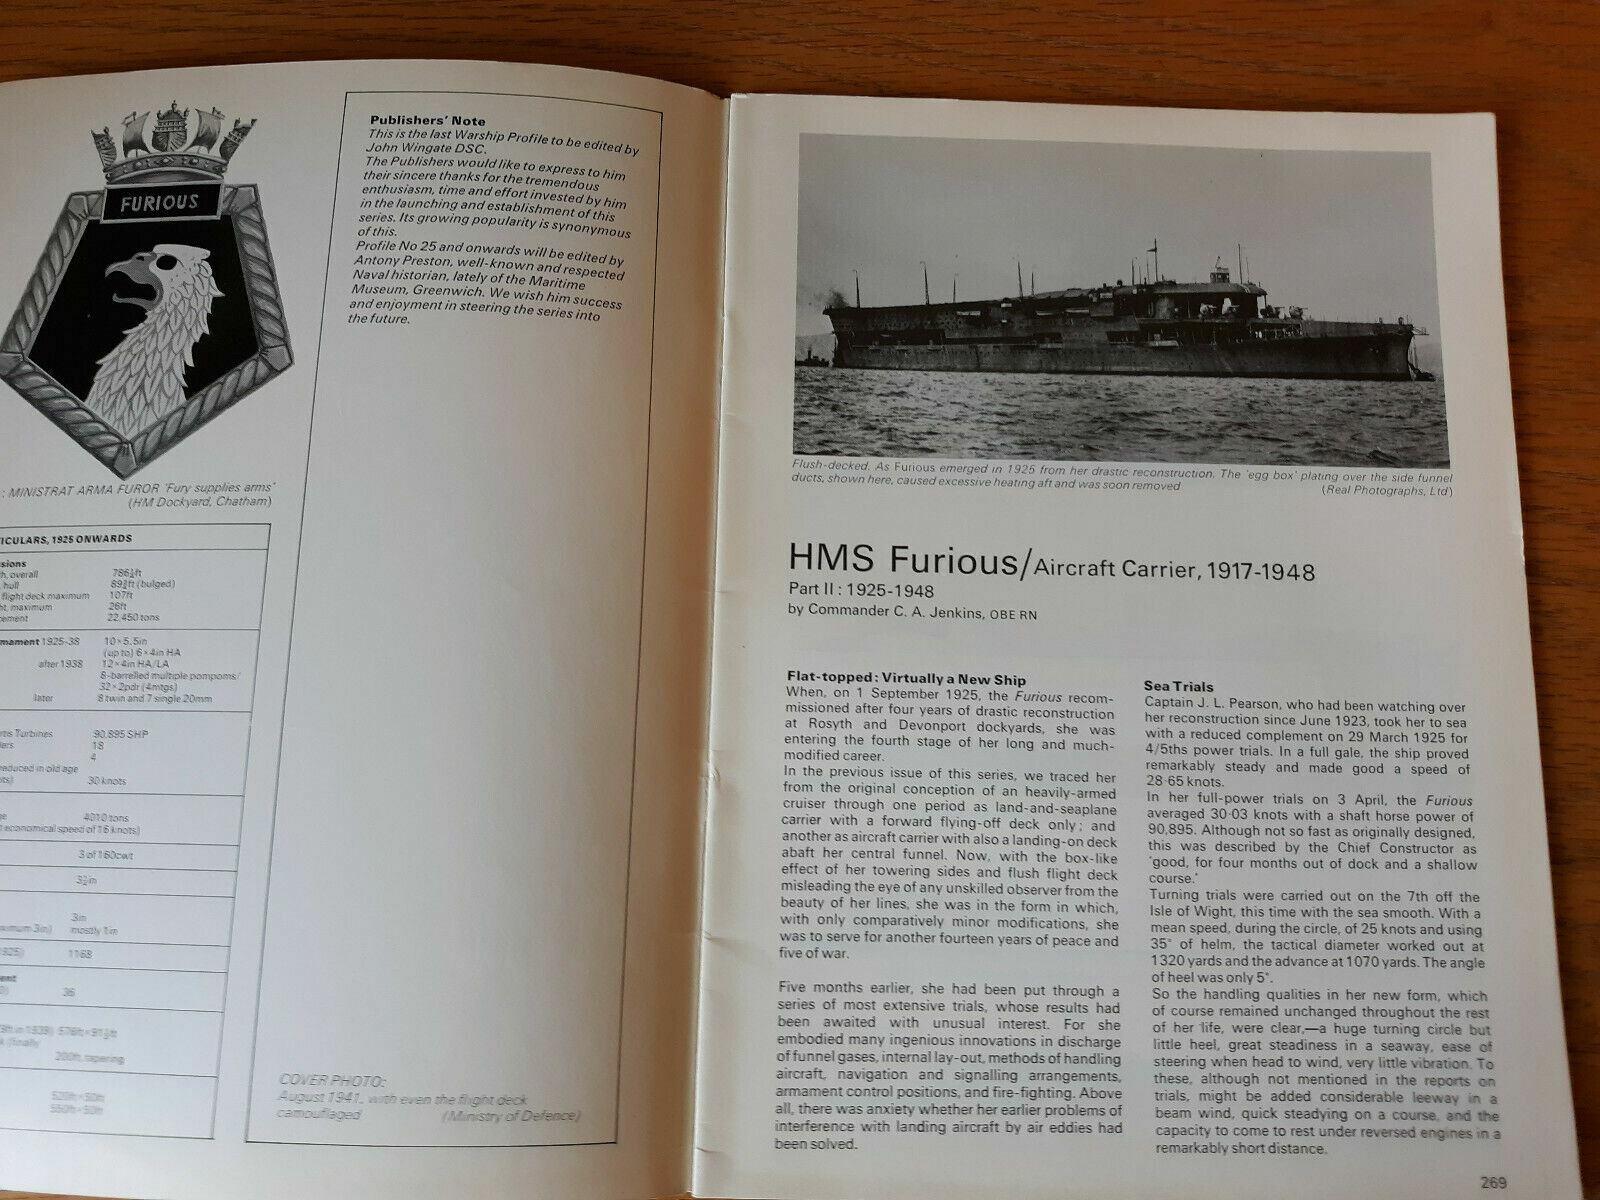 FURIOUS
: MINISTRAT ARMA FUROR 'Fury supplies arms'
(HM Dockyard, Chatham)
TICULARS, 1925 ONWARDS
sions
h, overall 786¼ft
, hull 89¾ft (bulged)
flight deck maximum 107ft
ht, maximum 26ft
cement 22,450 tons
mament 1925-38 10×5.5in
(up to) 6×4in HA
after 1938 12×4in HA/LA
8-barrelled multiple pompoms/
32×2pdr (4mtgs)
later 8 twin and 7 single 20mm
rtis Turbines 90,895 SHP
lers 18
4
reduced in old age
ots) 30 knots
ge 4010 tons
t economical speed of 16 knots)
3 of 160cwt
3in
ximum 3in) mostly 1in
1925) 1168
ent
36
9ft in 1939) 576ft×91½ft
k (finally
200ft, tapering
520ft×50ft
550ft×50ft
Publishers' Note
This is the last Warship Profile to be edited by
John Wingate DSC.
The Publishers would like to express to him
their sincere thanks for the tremendous
enthusiasm, time and effort invested by him
in the launching and establishment of this
series. Its growing popularity is synonymous
of this.
Profile No 25 and onwards will be edited by
Antony Preston, well-known and respected
Naval historian, lately of the Maritime
Museum, Greenwich. We wish him success
and enjoyment in steering the series into
the future.
COVER PHOTO:
August 1941, with even the flight deck
camouflaged (Ministry of Defence)
Flush-decked. As Furious emerged in 1925 from her drastic reconstruction. The 'egg box' plating over the side funnel
ducts, shown here, caused excessive heating aft and was soon removed (Real Photographs, Ltd)
HMS Furious/Aircraft Carrier, 1917-1948
Part II : 1925-1948
by Commander C. A. Jenkins, OBE RN
Flat-topped: Virtually a New Ship
When, on 1 September 1925, the Furious recom-
missioned after four years of drastic reconstruction
at Rosyth and Devonport dockyards, she was
entering the fourth stage of her long and much-
modified career.
In the previous issue of this series, we traced her
from the original conception of an heavily-armed
cruiser through one period as land-and-seaplane
carrier with a forward flying-off deck only; and
another as aircraft carrier with also a landing-on deck
abaft her central funnel. Now, with the box-like
effect of her towering sides and flush flight deck
misleading the eye of any unskilled observer from the
beauty of her lines, she was in the form in which,
with only comparatively minor modifications, she
was to serve for another fourteen years of peace and
five of war.
Five months earlier, she had been put through a
series of most extensive trials, whose results had
been awaited with unusual interest. For she
embodied many ingenious innovations in discharge
of funnel gases, internal lay-out, methods of handling
aircraft, navigation and signalling arrangements,
armament control positions, and fire-fighting. Above
all, there was anxiety whether her earlier problems of
interference with landing aircraft by air eddies had
been solved.
Sea Trials
Captain J. L. Pearson, who had been watching over
her reconstruction since June 1923, took her to sea
with a reduced complement on 29 March 1925 for
4/5ths power trials. In a full gale, the ship proved
remarkably steady and made good a speed of
28·65 knots.
In her full-power trials on 3 April, the Furious
averaged 30·03 knots with a shaft horse power of
90,895. Although not so fast as originally designed,
this was described by the Chief Constructor as
'good, for four months out of dock and a shallow
course.'
Turning trials were carried out on the 7th off the
Isle of Wight, this time with the sea smooth. With a
mean speed, during the circle, of 25 knots and using
35° of helm, the tactical diameter worked out at
1320 yards and the advance at 1070 yards. The angle
of heel was only 5°.
So the handling qualities in her new form, which
of course remained unchanged throughout the rest
of her life, were clear,—a huge turning circle but
little heel, great steadiness in a seaway, ease of
steering when head to wind, very little vibration. To
these, although not mentioned in the reports on
trials, might be added considerable leeway in a
beam wind, quick steadying on a course, and the
capacity to come to rest under reversed engines in a
remarkably short distance.
269